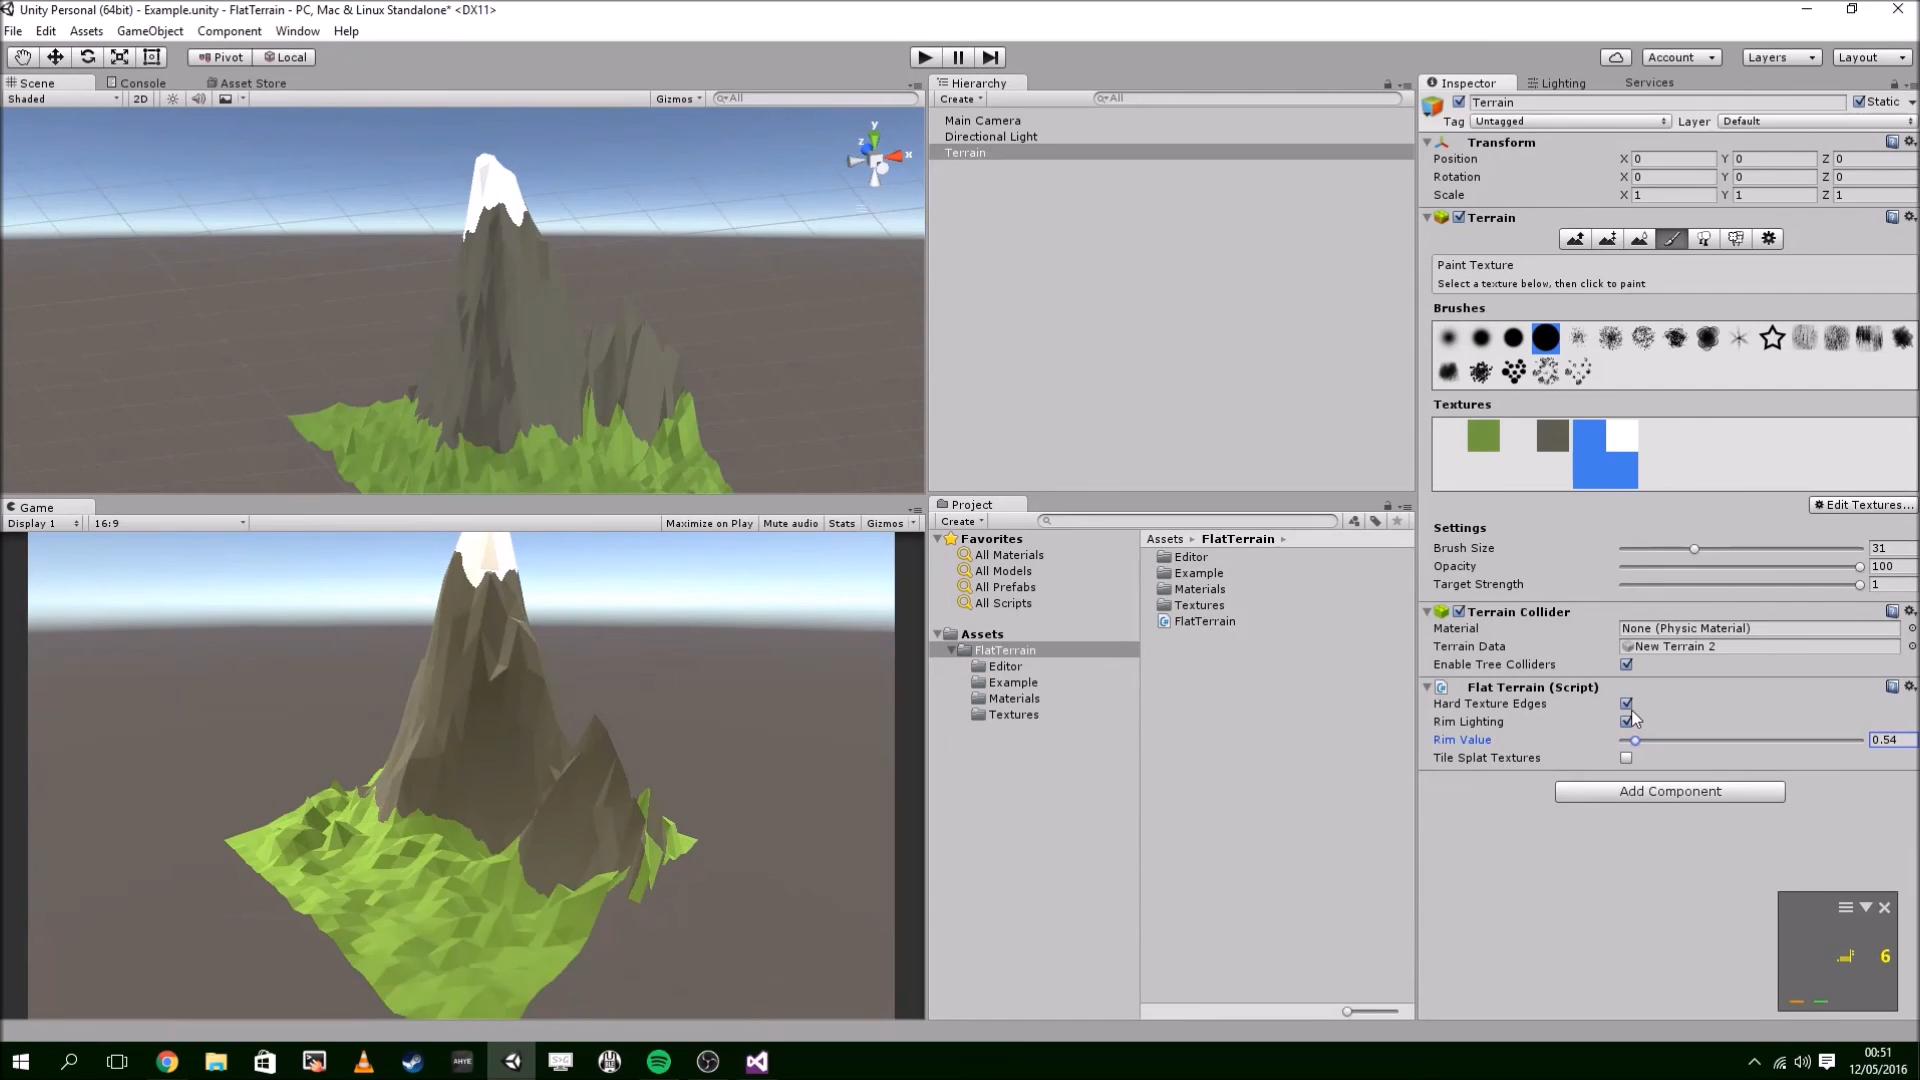 Unity Personal (64bit) - Example.unity - FlatTerrain - PC, Mac & Linux Standalone* <DX11>
File Edit Assets GameObject Component Window Help
Pivot Local Account Layers Layout
Scene Console Asset Store
Shaded 2D Gizmos All
y
z
x
Game
Display 1 16:9 Maximize on Play Mute audio Stats Gizmos
Hierarchy
Create All
Main Camera
Directional Light
Terrain
Project
Create
Favorites
All Materials
All Models
All Prefabs
All Scripts
Assets
FlatTerrain
Editor
Example
Materials
Textures
Assets FlatTerrain
Editor
Example
Materials
Textures
FlatTerrain
Inspector Lighting Services
Terrain Static
Tag Untagged Layer Default
Transform
Position X 0 Y 0 Z 0
Rotation X 0 Y 0 Z 0
Scale X 1 Y 1 Z 1
Terrain
Paint Texture
Select a texture below, then click to paint
Brushes
Textures
Edit Textures...
Settings
Brush Size 31
Opacity 100
Target Strength 1
Terrain Collider
Material None (Physic Material)
Terrain Data New Terrain 2
Enable Tree Colliders
Flat Terrain (Script)
Hard Texture Edges
Rim Lighting
Rim Value 0.54
Tile Splat Textures
Add Component
6
AHYE
00:51
12/05/2016